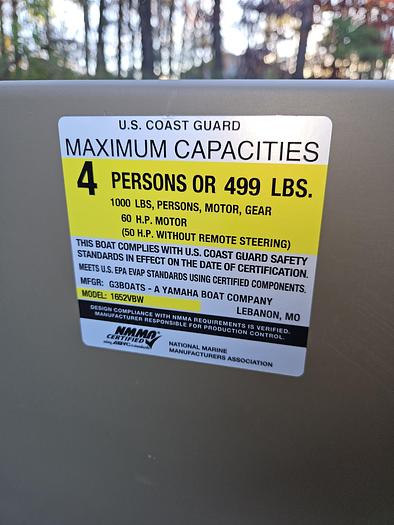 U.S. COAST GUARD
MAXIMUM CAPACITIES
4 PERSONS OR 499 LBS.
1000 LBS, PERSONS, MOTOR, GEAR
60 H.P. MOTOR
(50 H.P. WITHOUT REMOTE STEERING)
THIS BOAT COMPLIES WITH U.S. COAST GUARD SAFETY
STANDARDS IN EFFECT ON THE DATE OF CERTIFICATION.
MEETS U.S. EPA EVAP STANDARDS USING CERTIFIED COMPONENTS.
MFGR: G3BOATS - A YAMAHA BOAT COMPANY
LEBANON, MO
MODEL: 1652VBW
DESIGN COMPLIANCE WITH NMMA REQUIREMENTS IS VERIFIED.
MANUFACTURER RESPONSIBLE FOR PRODUCTION CONTROL.
NMMA
CERTIFIED
using ABYC standards
NATIONAL MARINE
MANUFACTURERS ASSOCIATION